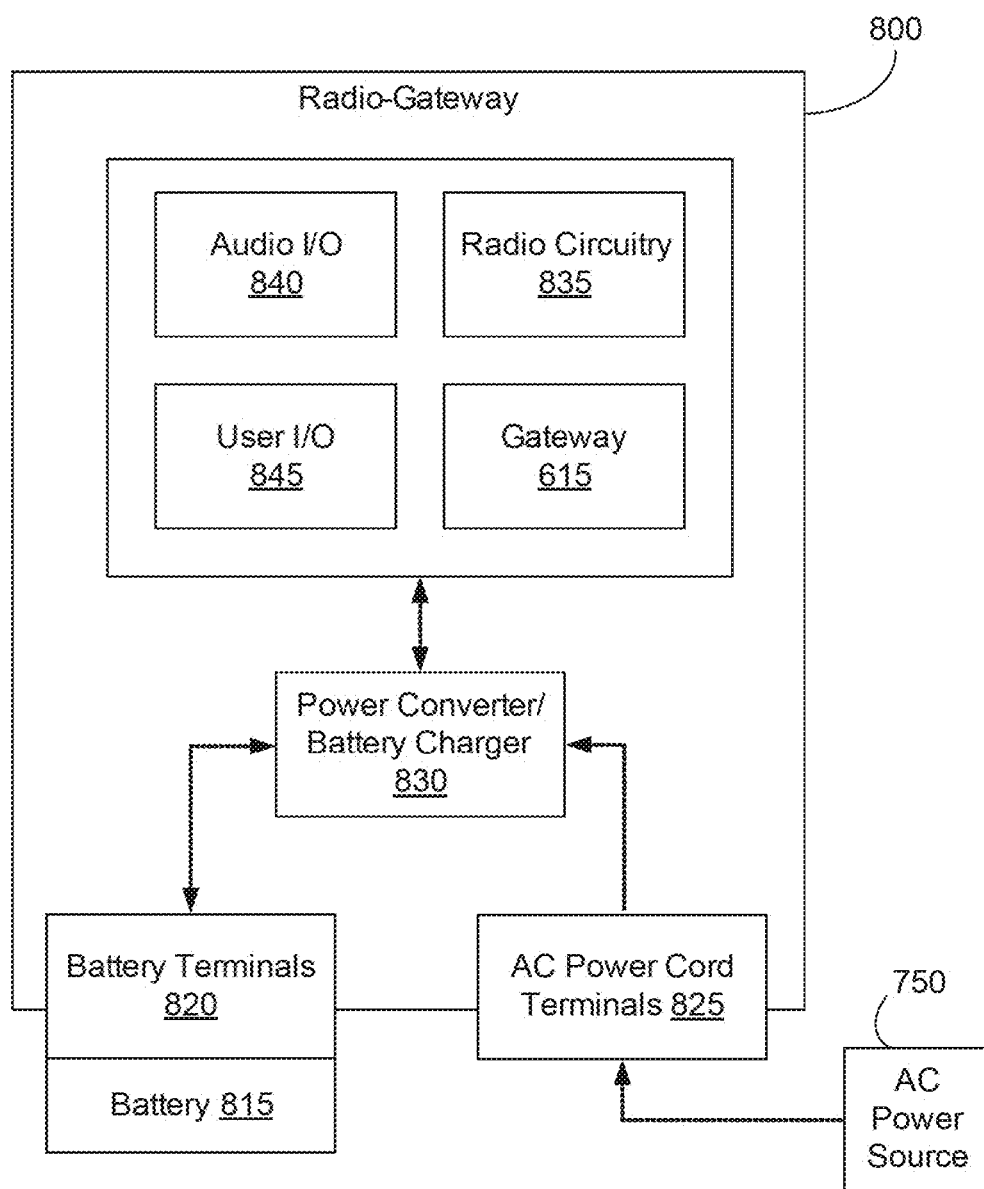 800
Radio-Gateway
Audio I/O
840
Radio Circuitry
835
User I/O
845
Gateway
615
Power Converter/
Battery Charger
830
Battery Terminals
820
AC Power Cord
Terminals 825
Battery 815
750
AC
Power
Source